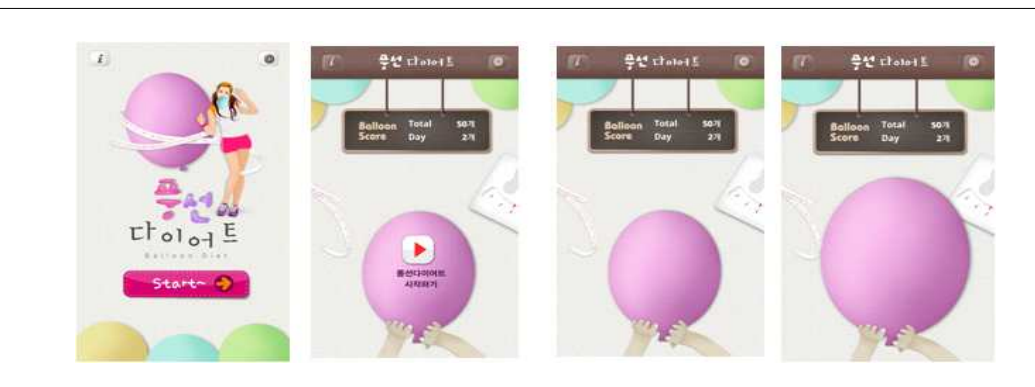 풍선
다이어트
Balloon Diet
Start~
풍선 다이어트
Balloon Score
Total 50개
Day 2개
풍선다이어트
시작하기
풍선 다이어트
Balloon Score
Total 50개
Day 2개
풍선 다이어트
Balloon Score
Total 50개
Day 2개